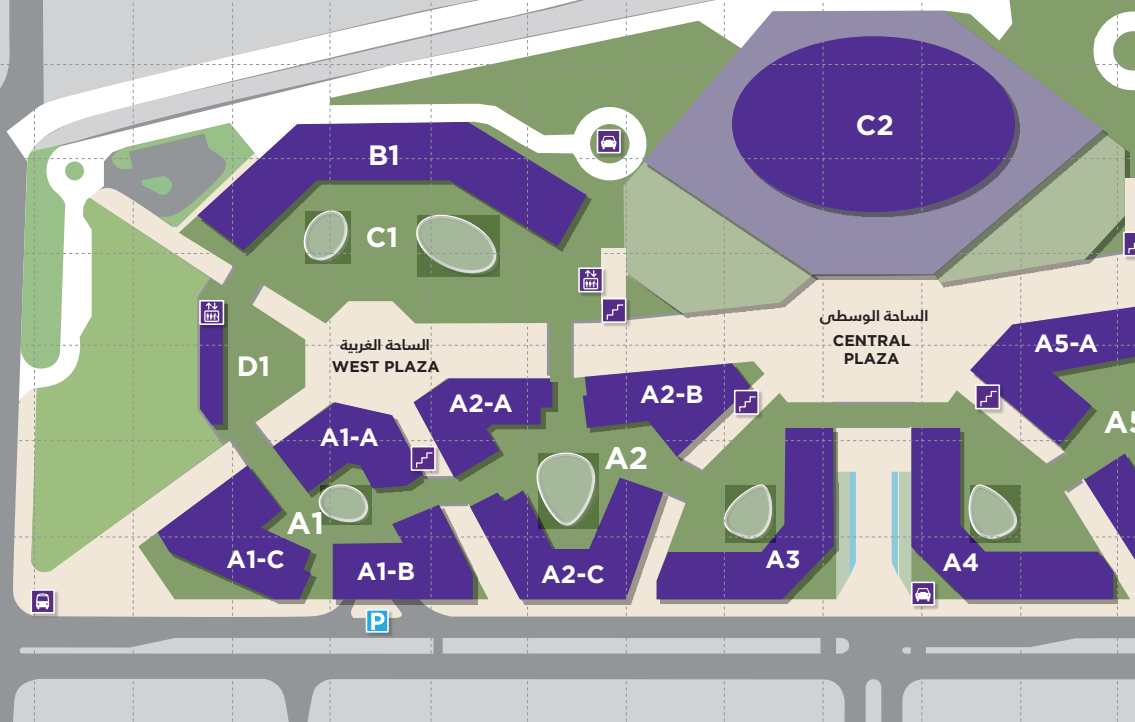 C2
B1
C1
الساحة الوسطى
CENTRAL
PLAZA
الساحة الغربية
WEST PLAZA
A5-A
D1
A2-A
A2-B
A5
A1-A
A2
A1
A1-C
A1-B
A2-C
A3
A4
P